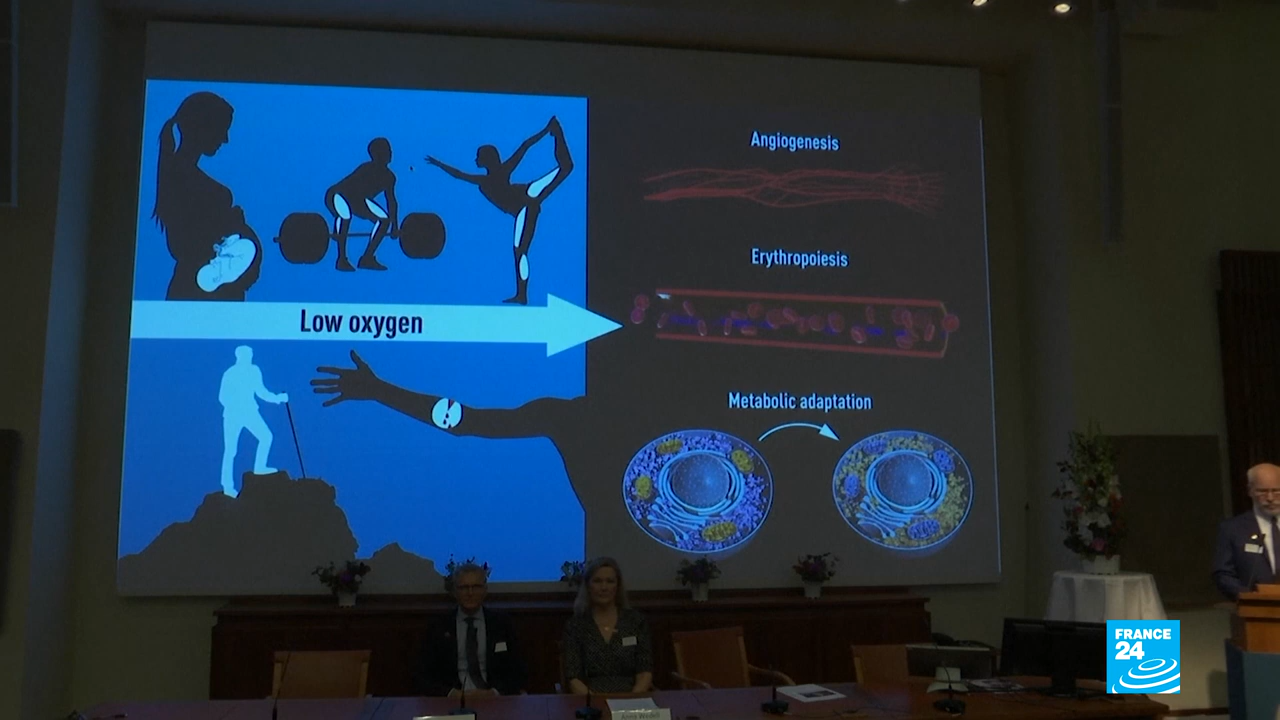 Angiogenesis
Erythropoiesis
Low oxygen
Metabolic adaptation
FRANCE
24